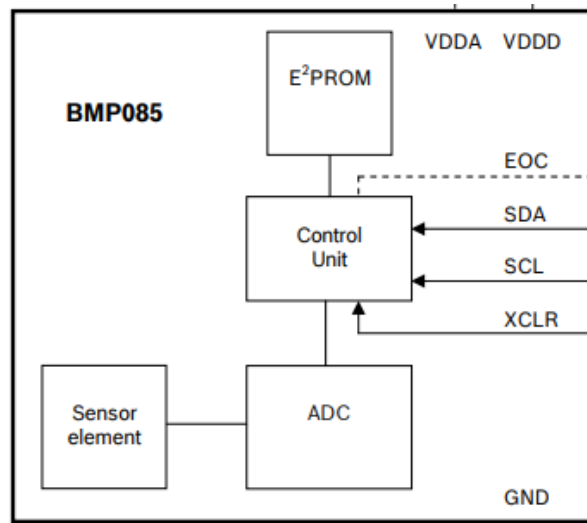 VDDA VDDD
E²PROM
BMP085
EOC
SDA
Control
Unit
SCL
XCLR
Sensor
element
ADC
GND